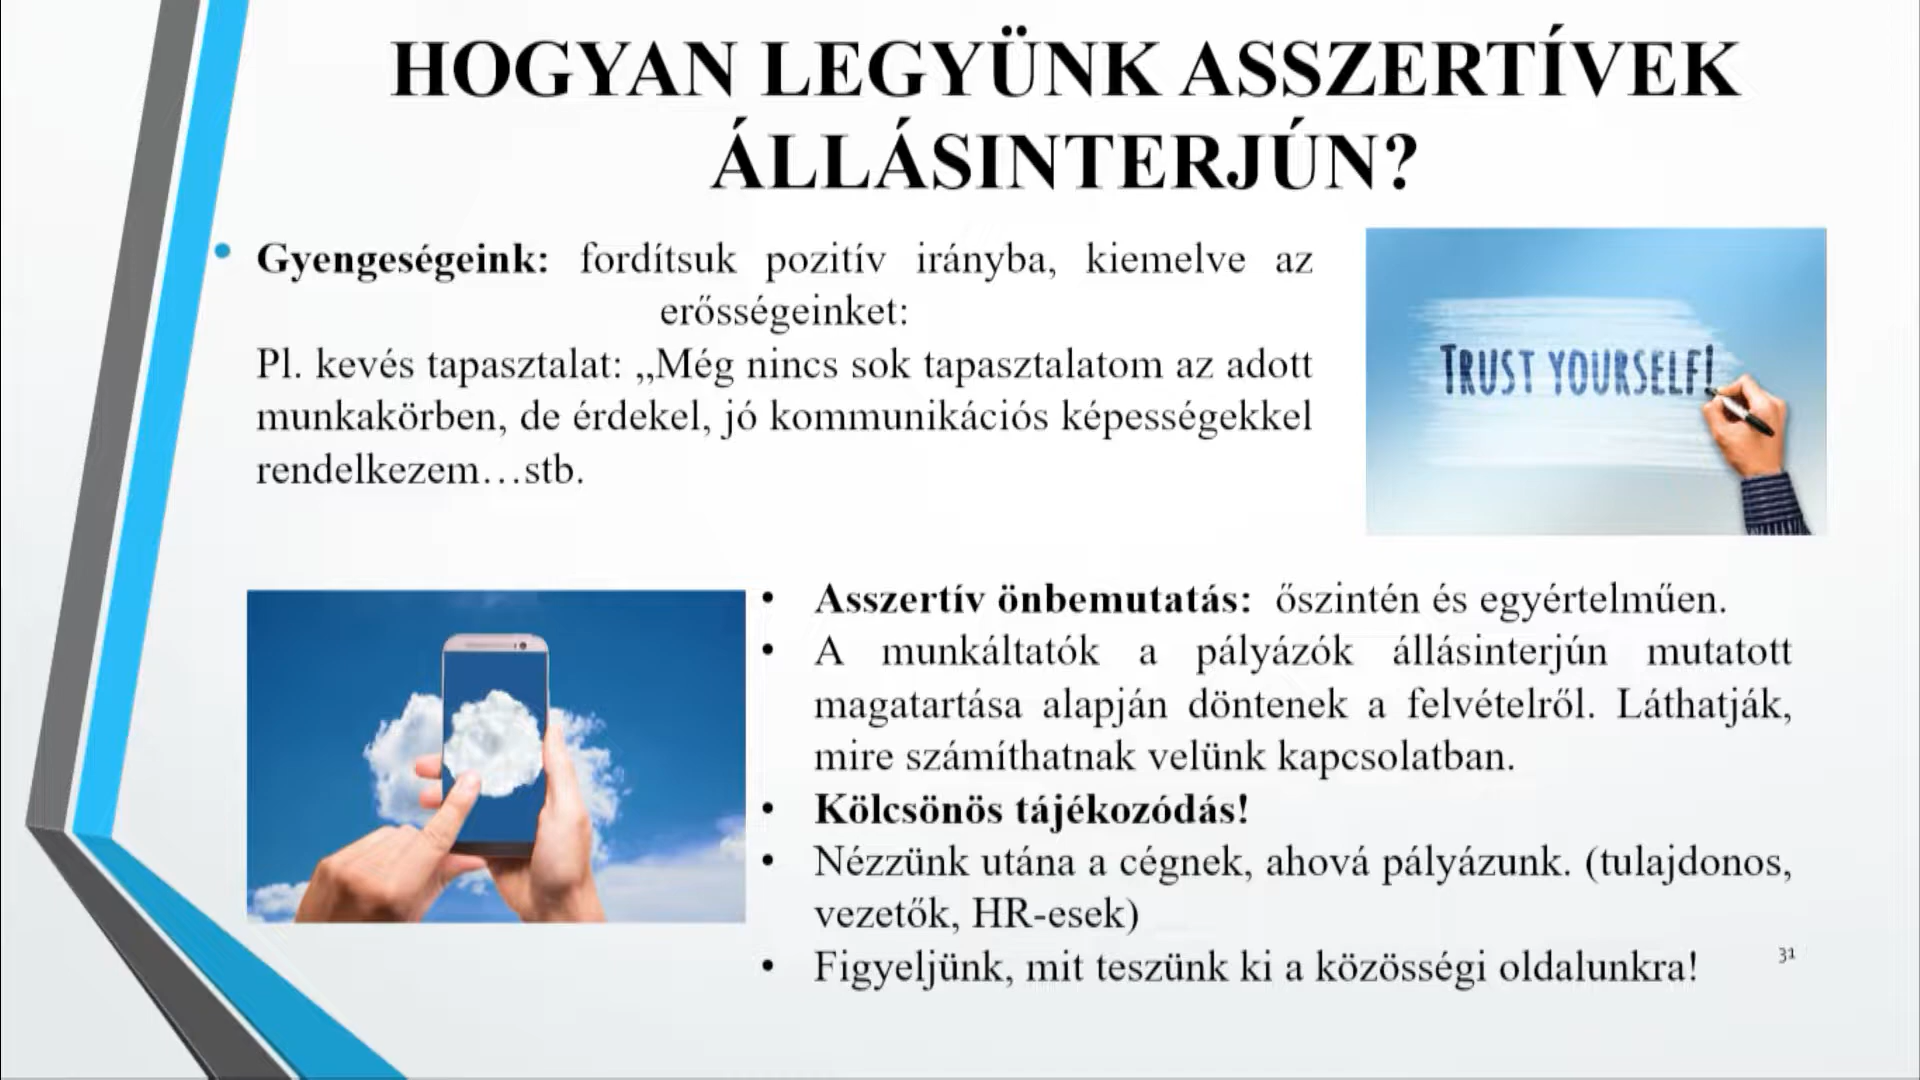 HOGYAN LEGYÜNK ASSZERTÍVEK
ÁLLÁSINTERJÚN?
• Gyengeségeink: fordítsuk pozitív irányba, kiemelve az
erősségeinket:
Pl. kevés tapasztalat: „Még nincs sok tapasztalatom az adott
munkakörben, de érdekel, jó kommunikációs képességekkel
rendelkezem…stb.
TRUST YOURSELF!
• Asszertív önbemutatás: őszintén és egyértelműen.
• A munkáltatók a pályázók állásinterjún mutatott
magatartása alapján döntenek a felvételről. Láthatják,
mire számíthatnak velünk kapcsolatban.
• Kölcsönös tájékozódás!
• Nézzünk utána a cégnek, ahová pályázunk. (tulajdonos,
vezetők, HR-esek)
• Figyeljünk, mit teszünk ki a közösségi oldalunkra!
31